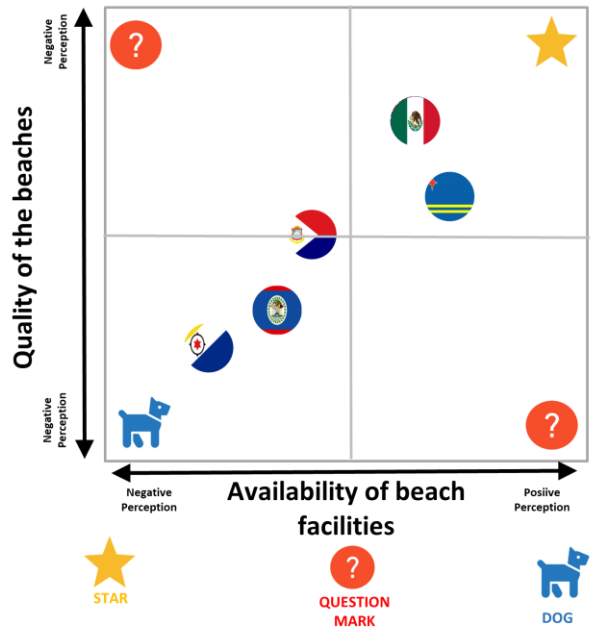 Negative
Perception
?
Quality of the beaches
Negative
Perception
?
Negative
Perception
Availability of beach
facilities
Posiive
Perception
STAR
?
QUESTION
MARK
DOG